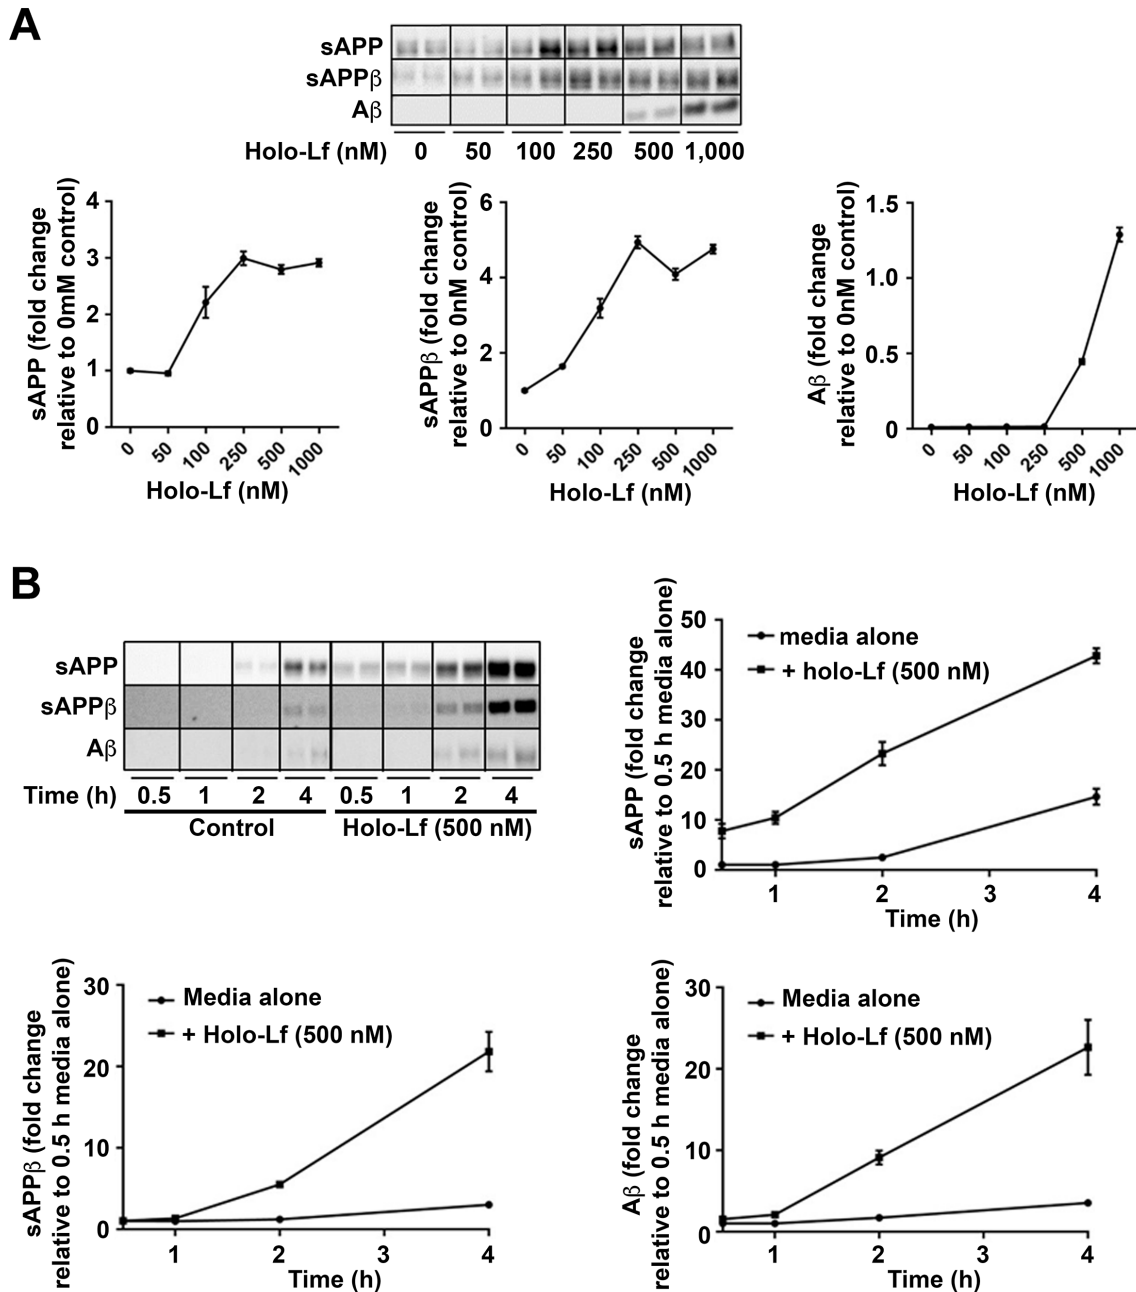 A
sAPP
sAPPβ
Aβ
Holo-Lf (nM) 0 50 100 250 500 1,000
sAPP (fold change
relative to 0mM control)
4
3
2
1
0
0 50 100 250 500 1000
Holo-Lf (nM)
sAPPβ (fold change
relative to 0nM control)
6
4
2
0
0 50 100 250 500 1000
Holo-Lf (nM)
Aβ (fold change
relative to 0nM control)
1.5
1.0
0.5
0
0 50 100 250 500 1000
Holo-Lf (nM)
B
sAPP
sAPPβ
Aβ
Time (h) 0.5 1 2 4 0.5 1 2 4
Control Holo-Lf (500 nM)
sAPP (fold change
relative to 0.5 h media alone)
50
40
30
20
10
0
media alone
+ holo-Lf (500 nM)
1 2 3 4
Time (h)
sAPPβ (fold change
relative to 0.5 h media alone)
30
20
10
0
Media alone
+ Holo-Lf (500 nM)
1 2 3 4
Time (h)
Aβ (fold change
relative to 0.5 h media alone)
30
20
10
0
Media alone
+ Holo-Lf (500 nM)
1 2 3 4
Time (h)